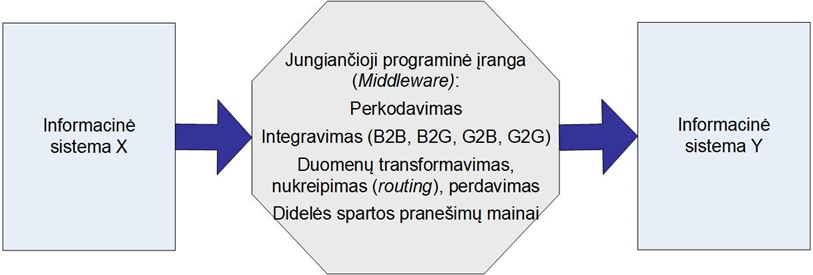 Informacinė
sistema X
Jungiančioji programinė įranga
(Middleware):
Perkodavimas
Integravimas (B2B, B2G, G2B, G2G)
Duomenų transformavimas,
nukreipimas (routing), perdavimas
Didelės spartos pranešimų mainai
Informacinė
sistema Y